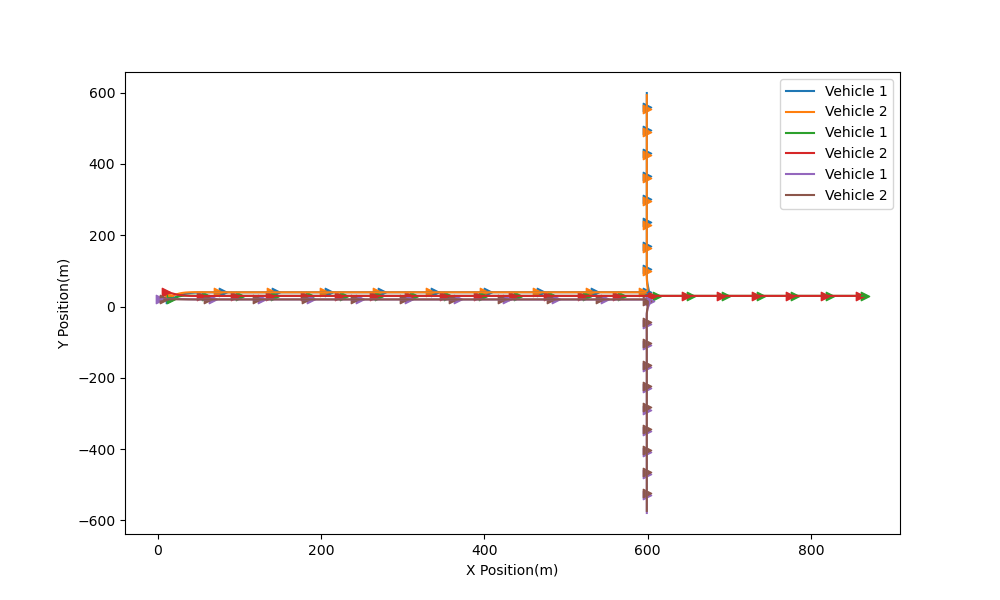 Vehicle 1
Vehicle 2
Vehicle 1
Vehicle 2
Vehicle 1
Vehicle 2
600
400
200
0
−200
−400
−600
Y Position(m)
0 200 400 600 800
X Position(m)